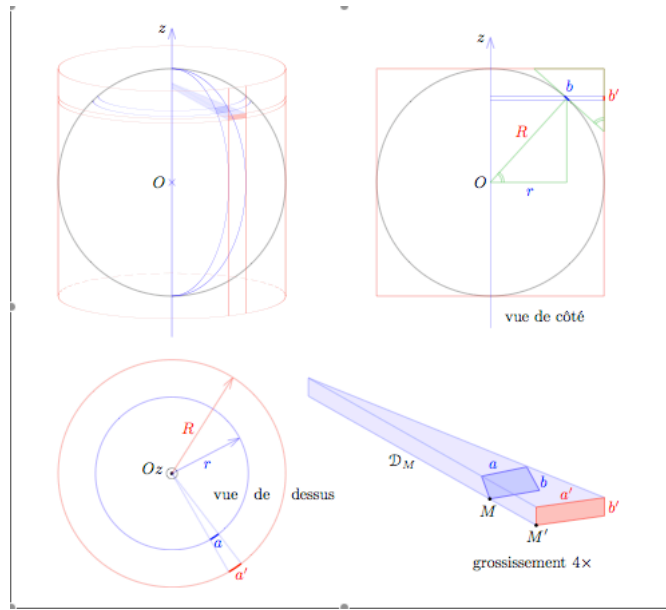 z
O
z
b
b'
R
O
r
vue de côté
R
Oz
r
vue de dessus
a
a'
𝒟M
a
b
a'
b'
M
M'
grossissement 4×